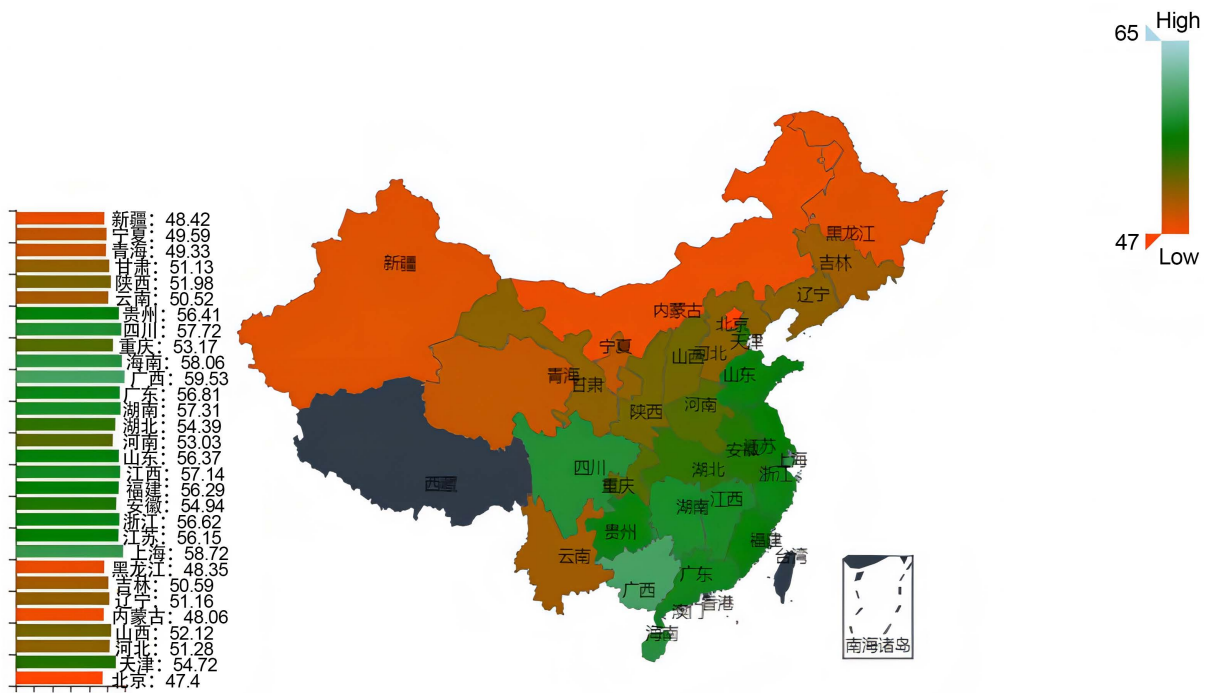 High
65
47
Low
新疆：48.42
宁夏：49.59
青海：49.33
甘肃：51.13
陕西：51.98
云南：50.52
贵州：56.41
四川：57.72
重庆：53.17
海南：58.06
广西：59.53
广东：56.81
湖南：57.31
湖北：54.39
河南：53.03
山东：56.37
江西：57.14
福建：56.29
安徽：54.94
浙江：56.62
江苏：56.15
上海：58.72
黑龙江：48.35
吉林：50.59
辽宁：51.16
内蒙古：48.06
山西：52.12
河北：51.28
天津：54.72
北京：47.4
黑龙江
新疆
吉林
辽宁
内蒙古
北京
天津
宁夏
山西
河北
青海
甘肃
山东
陕西
河南
安徽
江苏
上海
四川
湖北
浙江
西藏
重庆
湖南
江西
贵州
福建
云南
台湾
广东
广西
香港
澳门
海南
南海诸岛